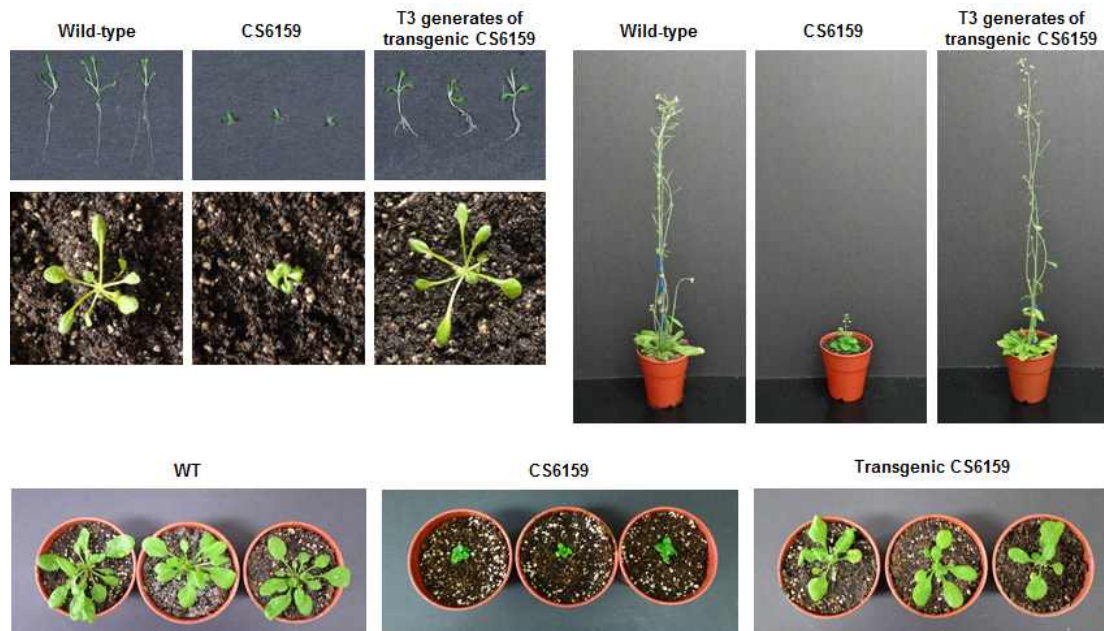 Wild-type
CS6159
T3 generates of
transgenic CS6159
Wild-type
CS6159
T3 generates of
transgenic CS6159
WT
CS6159
Transgenic CS6159